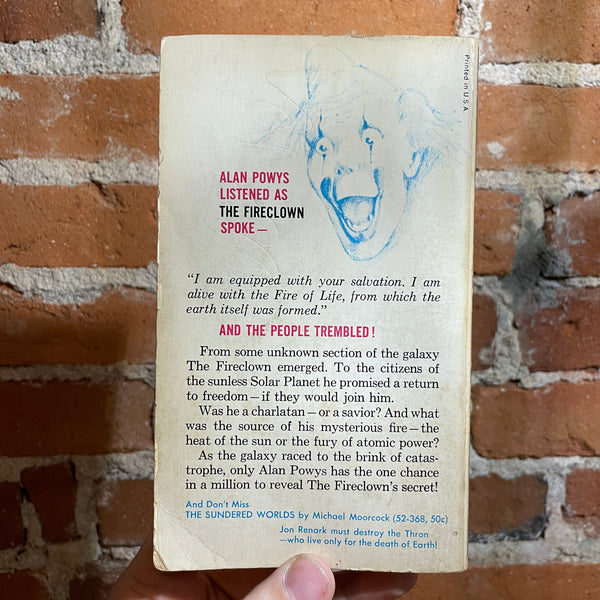 Printed in U.S.A.
ALAN POWYS
LISTENED AS
THE FIRECLOWN
SPOKE—
"I am equipped with your salvation. I am
alive with the Fire of Life, from which the
earth itself was formed."
AND THE PEOPLE TREMBLED!
From some unknown section of the galaxy
The Fireclown emerged. To the citizens of
the sunless Solar Planet he promised a return
to freedom—if they would join him.
Was he a charlatan—or a savior? And what
was the source of his mysterious fire—the
heat of the sun or the fury of atomic power?
As the galaxy raced to the brink of catas-
trophe, only Alan Powys has the one chance
in a million to reveal The Fireclown's secret!
And Don't Miss
THE SUNDERED WORLDS by Michael Moorcock (52-368, 50c)
Jon Renark must destroy the Thron
—who live only for the death of Earth!